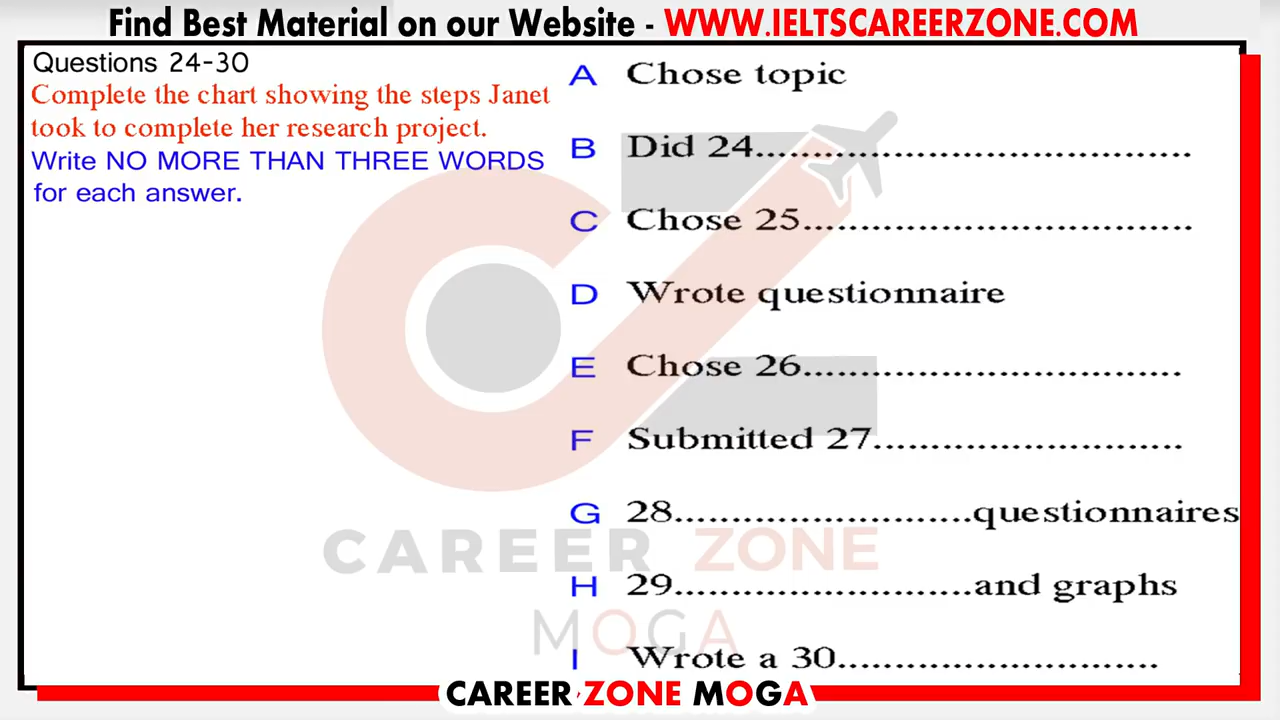 Find Best Material on our Website - WWW.IELTSCAREERZONE.COM
Questions 24-30
Complete the chart showing the steps Janet
took to complete her research project.
Write NO MORE THAN THREE WORDS
for each answer.
A Chose topic
B Did 24.......................................
C Chose 25.......................................
D Wrote questionnaire
E Chose 26.......................................
F Submitted 27................................
G 28..............................questionnaires
H 29..............................and graphs
I Wrote a 30.................................
CAREER ZONE
MOGA
CAREER ZONE MOGA